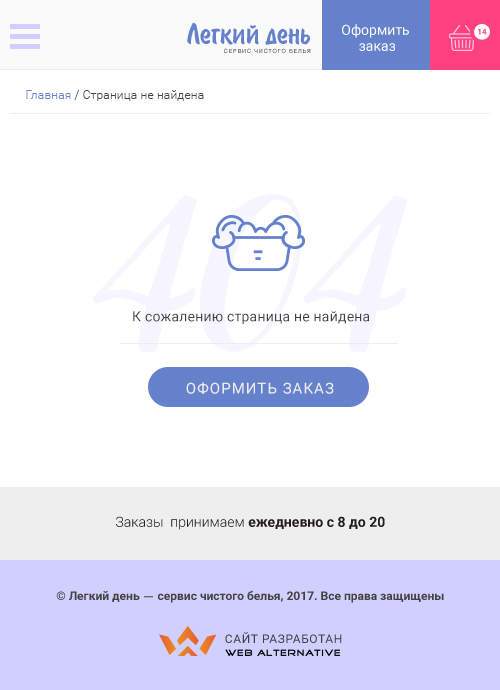 Легкий день
СЕРВИС ЧИСТОГО БЕЛЬЯ
Оформить
заказ
14
Главная / Страница не найдена
404
К сожалению страница не найдена
ОФОРМИТЬ ЗАКАЗ
Заказы принимаем ежедневно с 8 до 20
© Легкий день — сервис чистого белья, 2017. Все права защищены
САЙТ РАЗРАБОТАН
WEB ALTERNATIVE